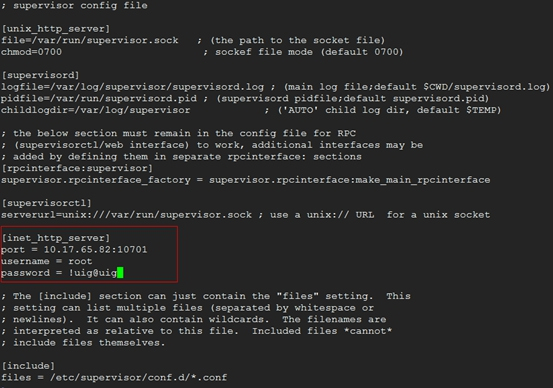 ; supervisor config file
[unix_http_server]
file=/var/run/supervisor.sock ; (the path to the socket file)
chmod=0700 ; sockef file mode (default 0700)
[supervisord]
logfile=/var/log/supervisor/supervisord.log ; (main log file;default $CWD/supervisord.log)
pidfile=/var/run/supervisord.pid ; (supervisord pidfile;default supervisord.pid)
childlogdir=/var/log/supervisor ; ('AUTO' child log dir, default $TEMP)
; the below section must remain in the config file for RPC
; (supervisorctl/web interface) to work, additional interfaces may be
; added by defining them in separate rpcinterface: sections
[rpcinterface:supervisor]
supervisor.rpcinterface_factory = supervisor.rpcinterface:make_main_rpcinterface
[supervisorctl]
serverurl=unix:///var/run/supervisor.sock ; use a unix:// URL for a unix socket
[inet_http_server]
port = 10.17.65.82:10701
username = root
password = !uig@uig
; The [include] section can just contain the "files" setting. This
; setting can list multiple files (separated by whitespace or
; newlines). It can also contain wildcards. The filenames are
; interpreted as relative to this file. Included files *cannot*
; include files themselves.
[include]
files = /etc/supervisor/conf.d/*.conf